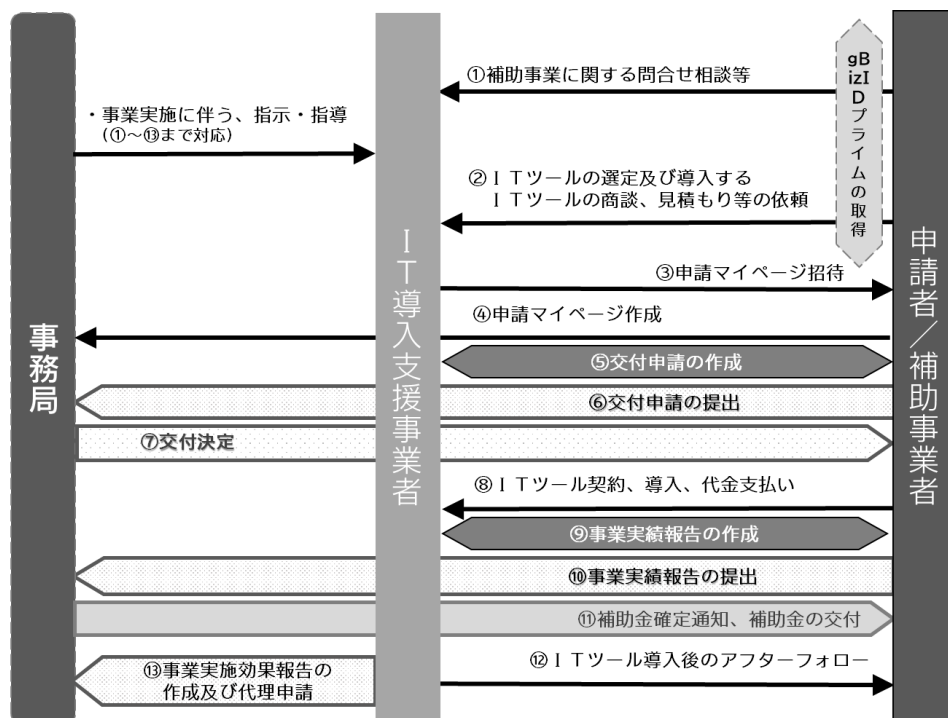 事務局
IT導入支援事業者
申請者／補助事業者
gBizIDプライムの取得
①補助事業に関する問合せ相談等
・事業実施に伴う、指示・指導
(①～⑬まで対応)
②ＩＴツールの選定及び導入する
ＩＴツールの商談、見積もり等の依頼
③申請マイページ招待
④申請マイページ作成
⑤交付申請の作成
⑥交付申請の提出
⑦交付決定
⑧ＩＴツール契約、導入、代金支払い
⑨事業実績報告の作成
⑩事業実績報告の提出
⑪補助金確定通知、補助金の交付
⑫ＩＴツール導入後のアフターフォロー
⑬事業実施効果報告の
作成及び代理申請